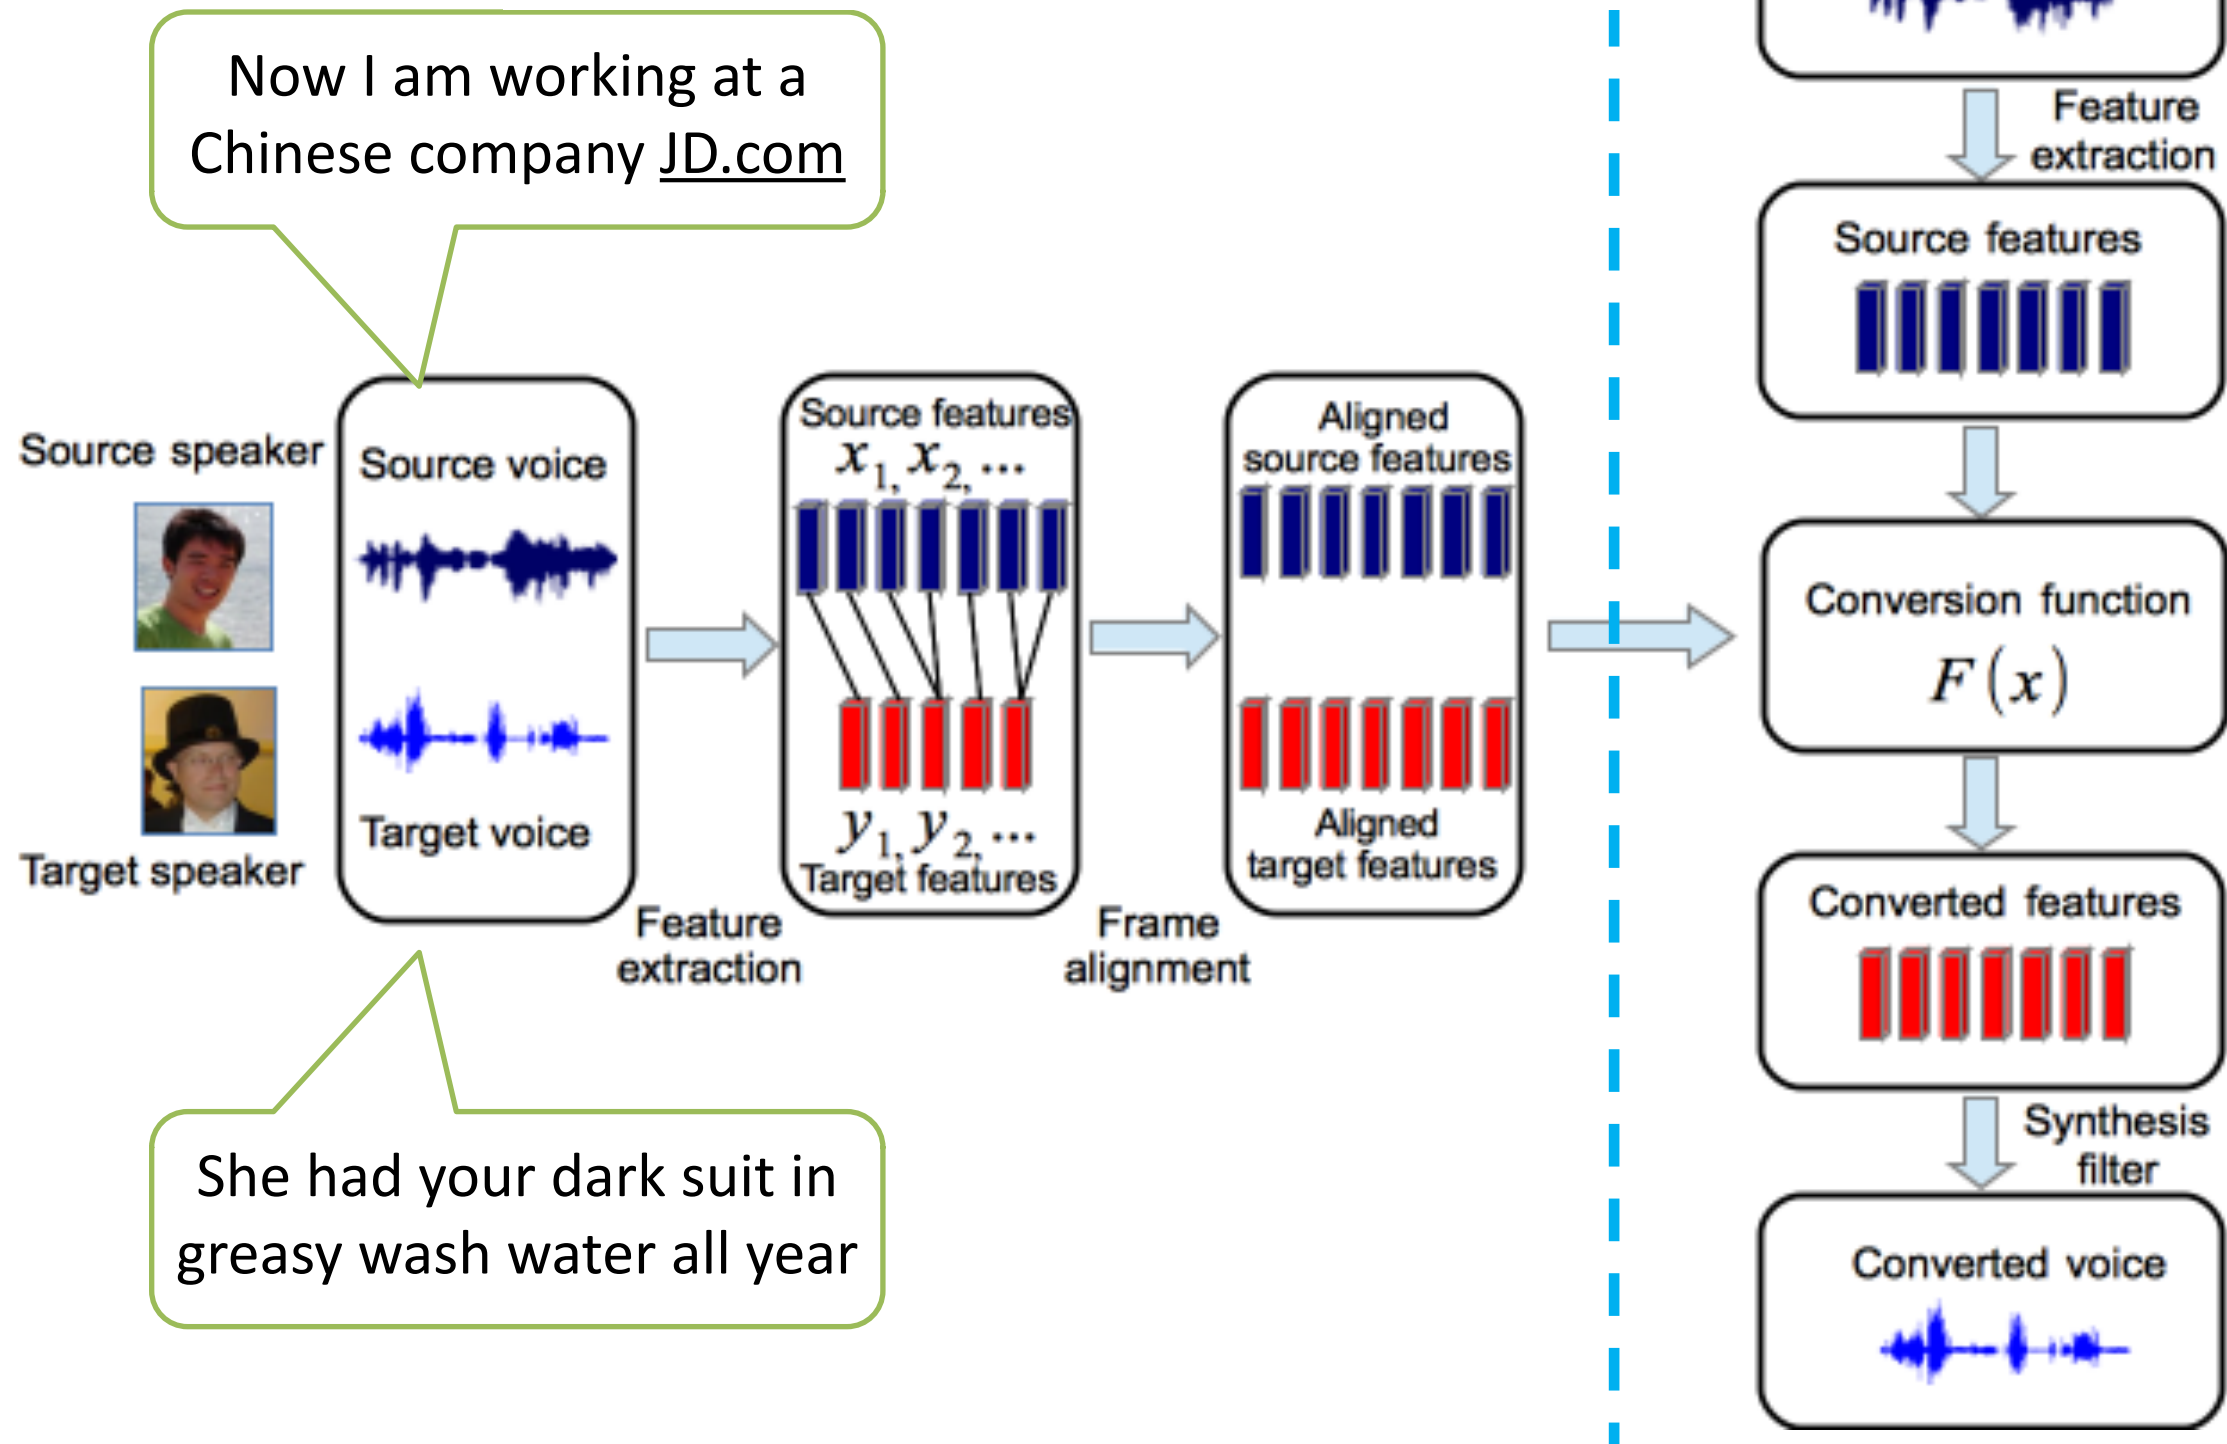 Now I am working at a
Chinese company JD.com
Source speaker
Target speaker
Source voice
Target voice
Feature
extraction
Source features
x1, x2, ...
y1, y2, ...
Target features
Frame
alignment
Aligned
source features
Aligned
target features
She had your dark suit in
greasy wash water all year
Feature
extraction
Source features
Conversion function
F(x)
Converted features
Synthesis
filter
Converted voice